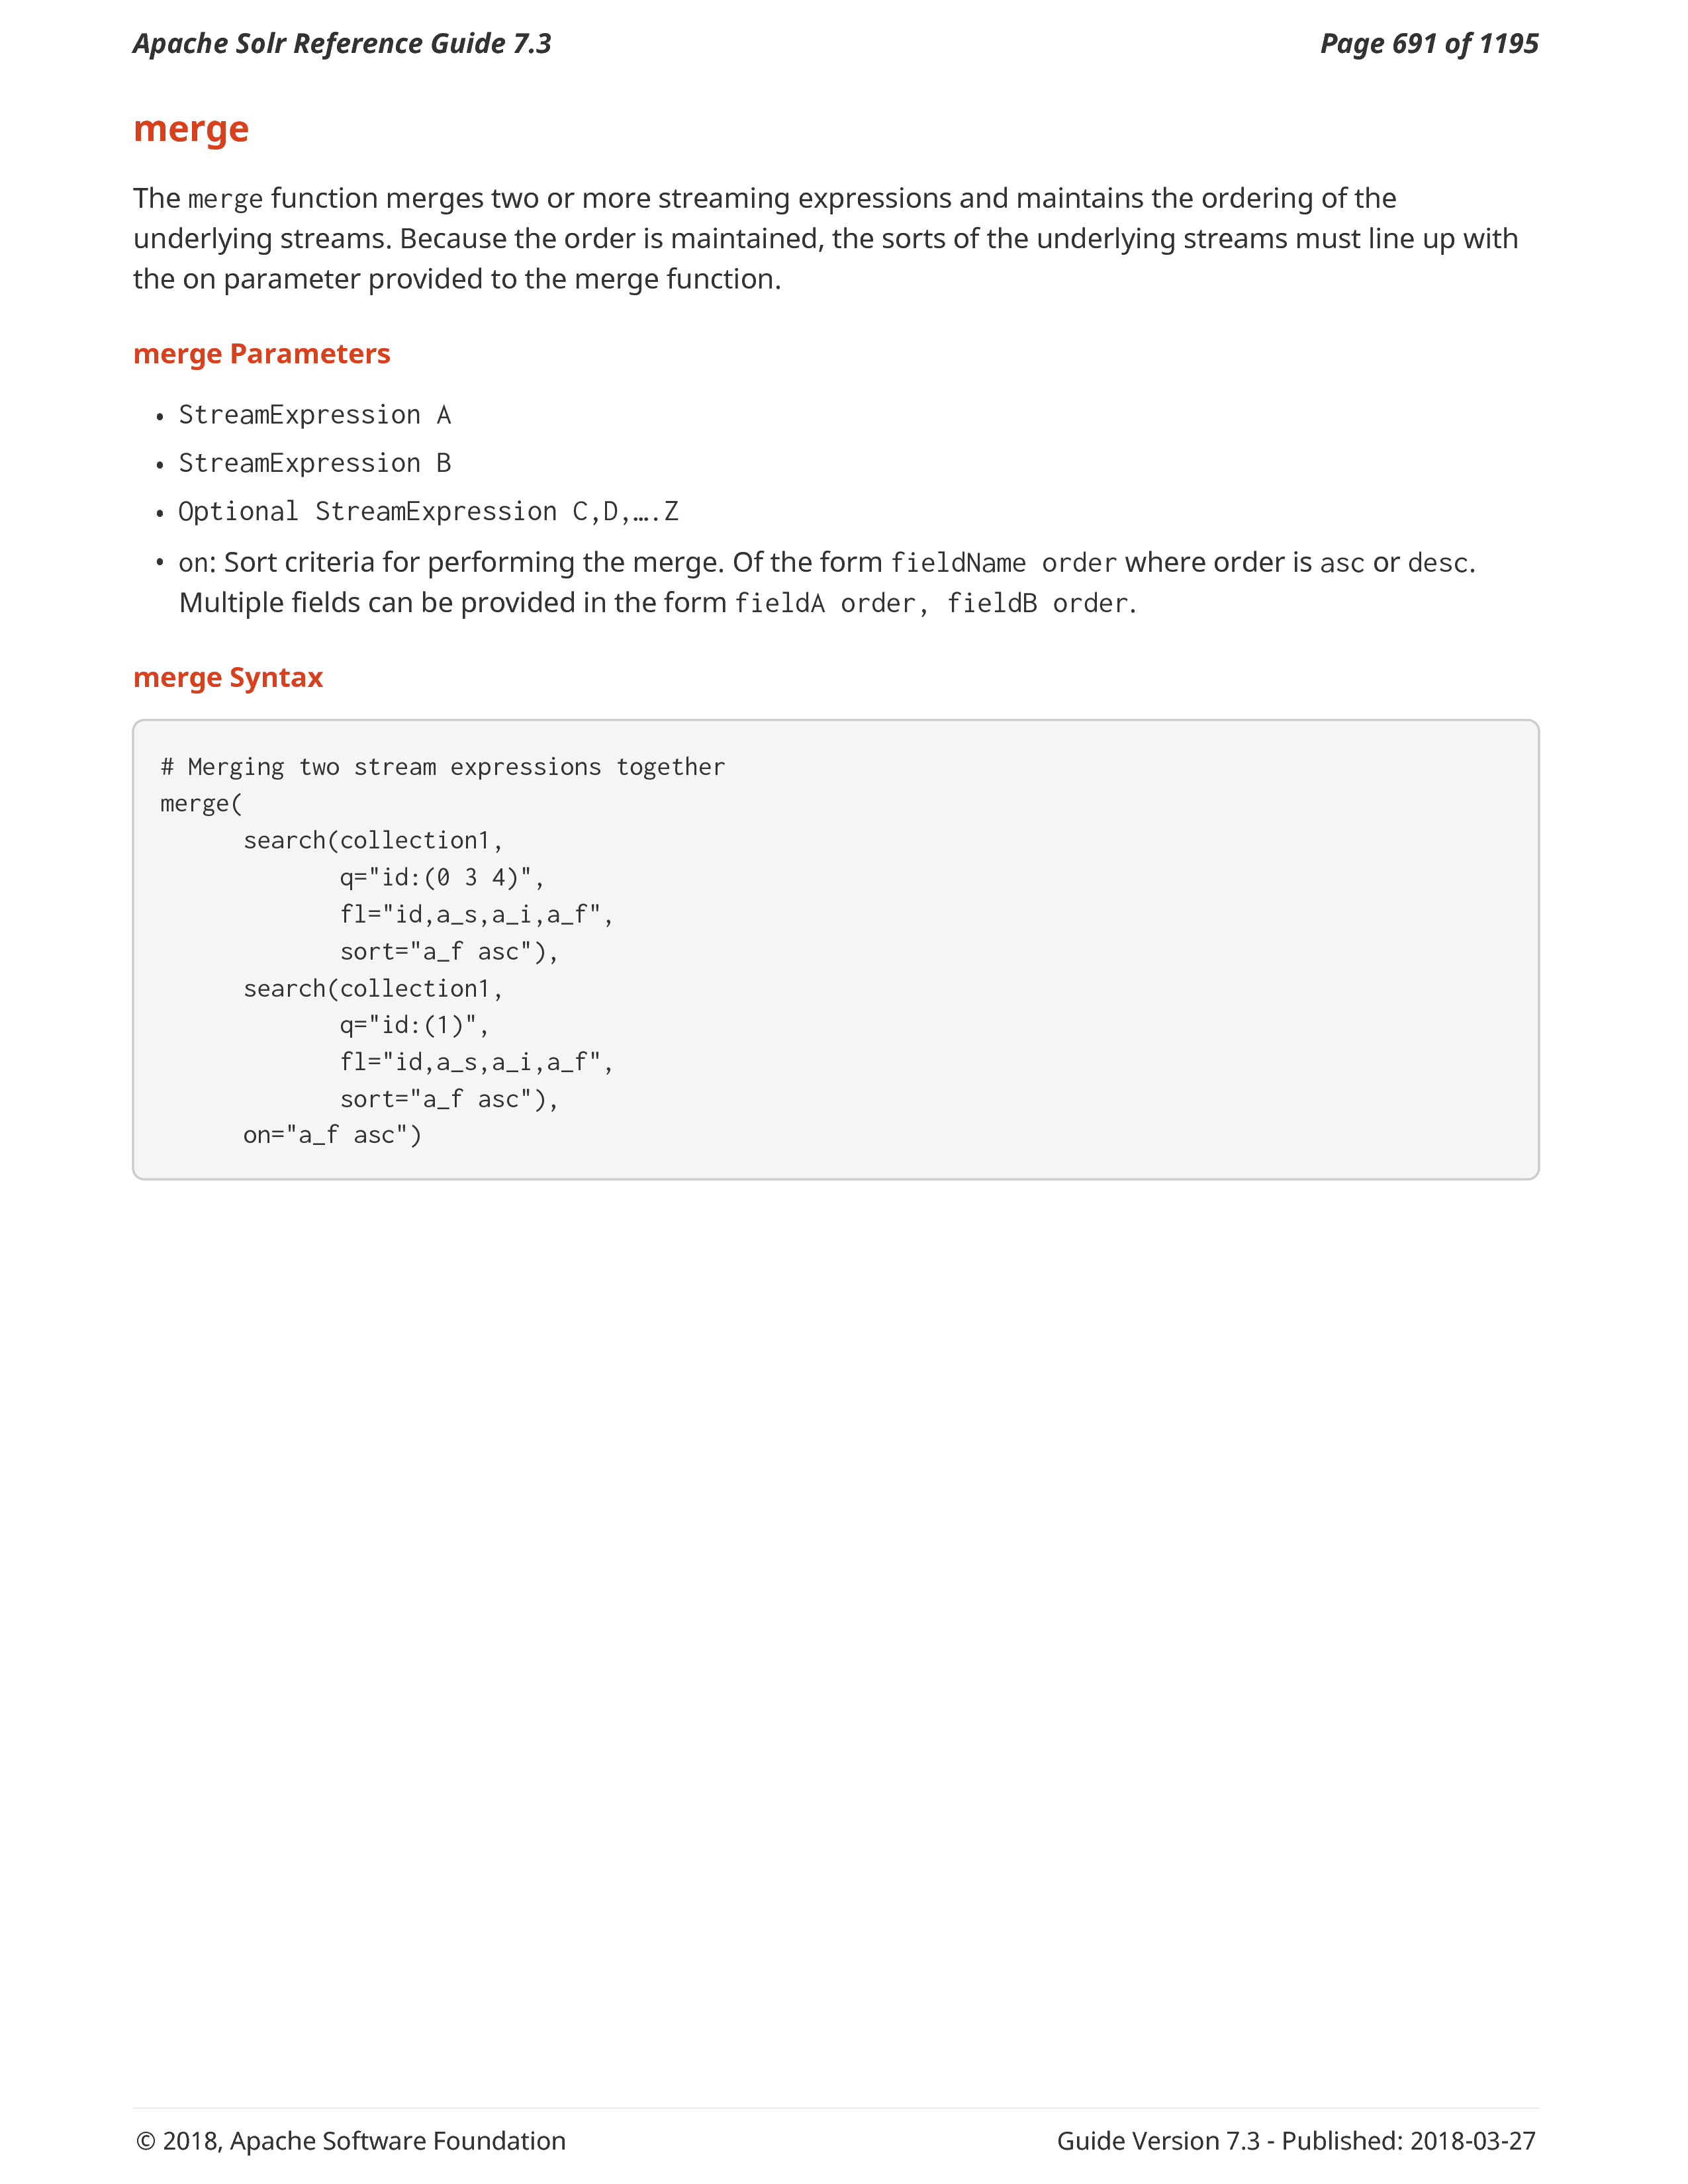 Apache Solr Reference Guide 7.3 Page 691 of 1195
merge
The merge function merges two or more streaming expressions and maintains the ordering of the
underlying streams. Because the order is maintained, the sorts of the underlying streams must line up with
the on parameter provided to the merge function.
merge Parameters
• StreamExpression A
• StreamExpression B
• Optional StreamExpression C,D,….Z
• on: Sort criteria for performing the merge. Of the form fieldName order where order is asc or desc.
Multiple fields can be provided in the form fieldA order, fieldB order.
merge Syntax
# Merging two stream expressions together
merge(
      search(collection1,
             q="id:(0 3 4)",
             fl="id,a_s,a_i,a_f",
             sort="a_f asc"),
      search(collection1,
             q="id:(1)",
             fl="id,a_s,a_i,a_f",
             sort="a_f asc"),
      on="a_f asc")
© 2018, Apache Software Foundation Guide Version 7.3 - Published: 2018-03-27